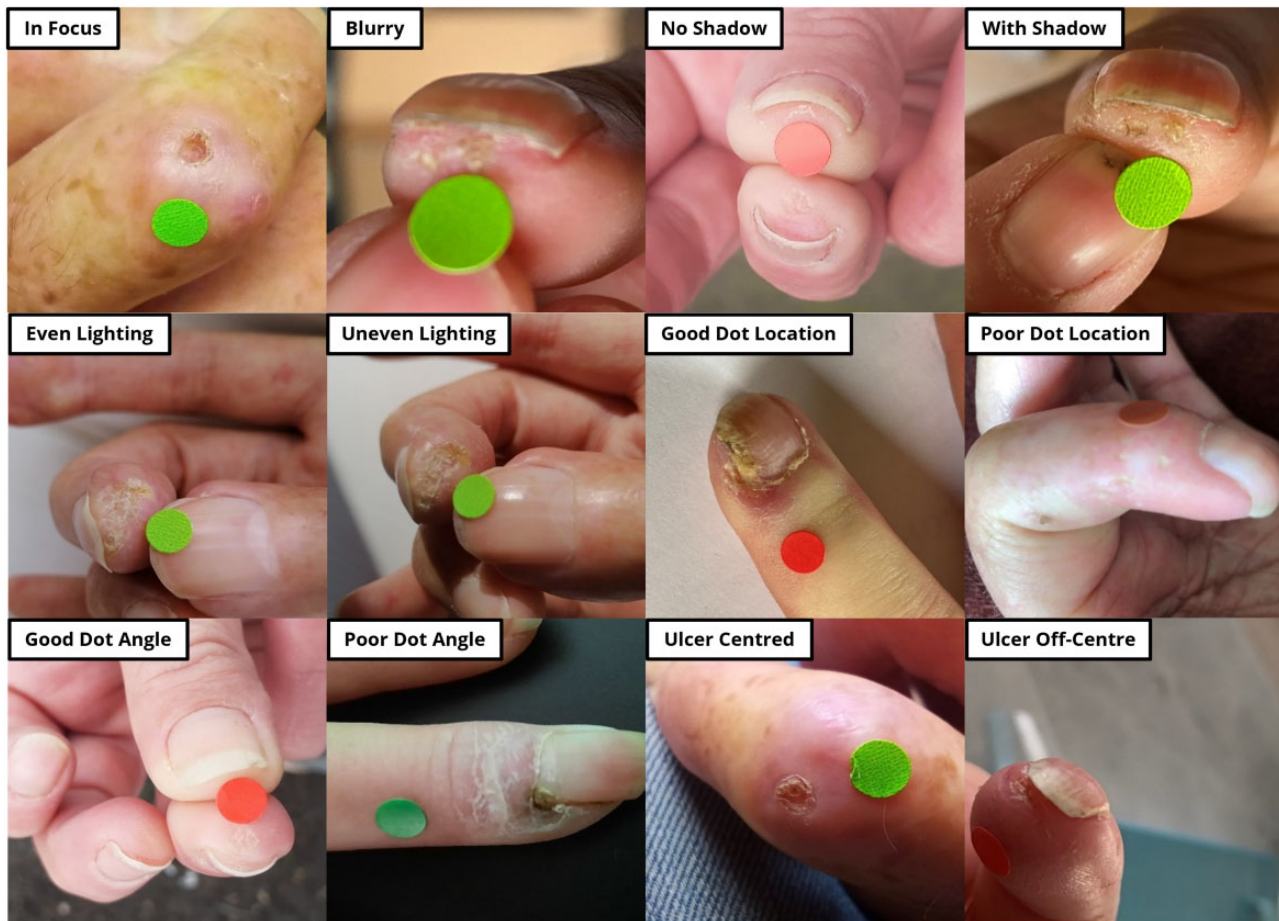 In Focus
Blurry
No Shadow
With Shadow
Even Lighting
Uneven Lighting
Good Dot Location
Poor Dot Location
Good Dot Angle
Poor Dot Angle
Ulcer Centred
Ulcer Off-Centre